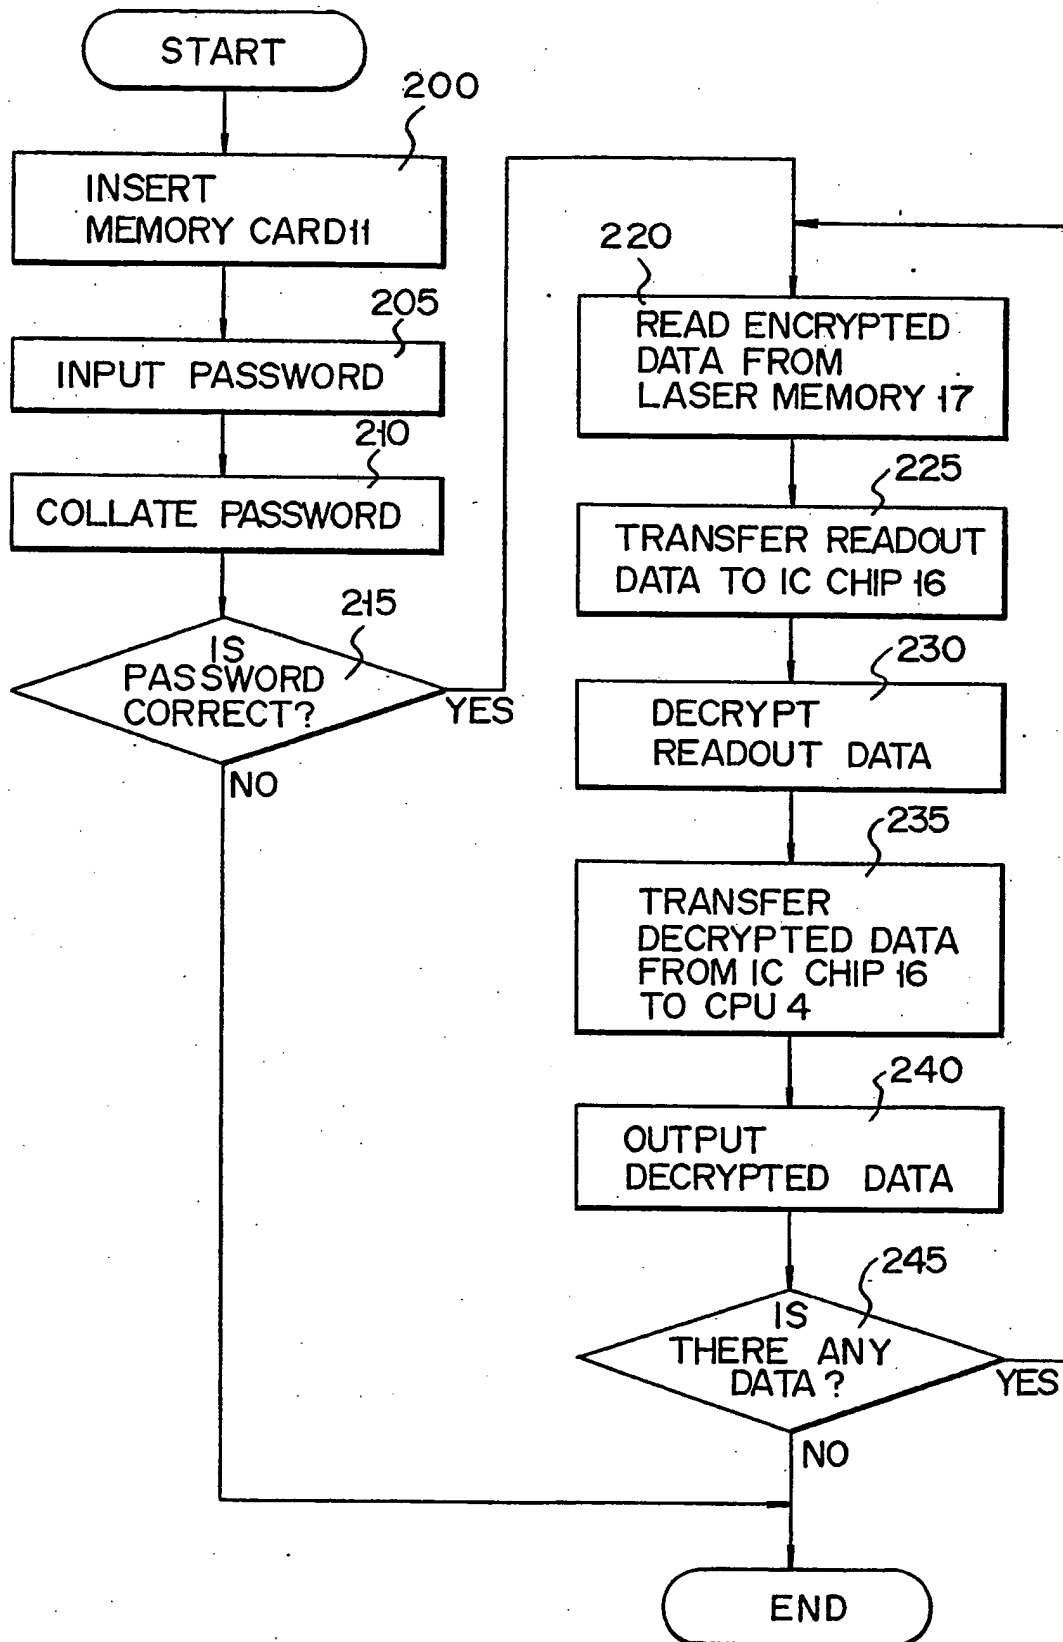 START
200
INSERT
MEMORY CARD 11
205
INPUT PASSWORD
210
COLLATE PASSWORD
215
IS
PASSWORD
CORRECT?
YES
NO
220
READ ENCRYPTED
DATA FROM
LASER MEMORY 17
225
TRANSFER READOUT
DATA TO IC CHIP 16
230
DECRYPT
READOUT DATA
235
TRANSFER
DECRYPTED DATA
FROM IC CHIP 16
TO CPU 4
240
OUTPUT
DECRYPTED DATA
245
IS
THERE ANY
DATA?
YES
NO
END